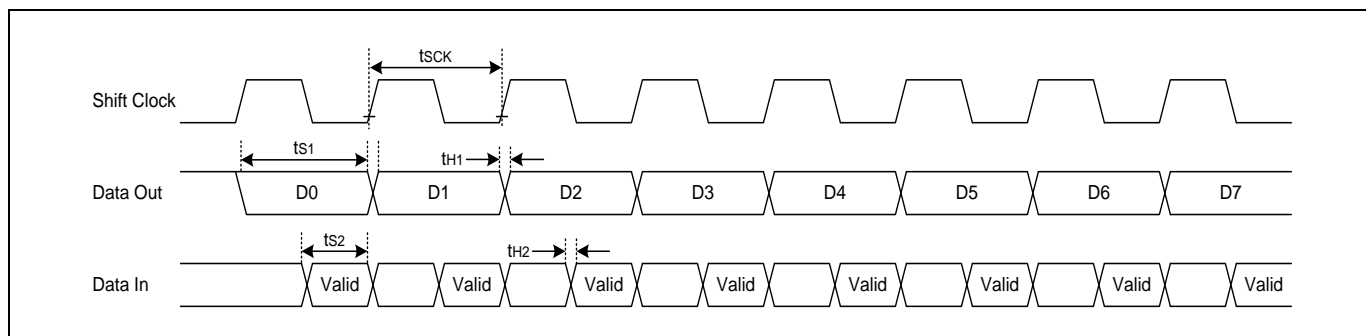 tSCK
Shift Clock
tS1
tH1
Data Out D0 D1 D2 D3 D4 D5 D6 D7
tS2
tH2
Data In Valid Valid Valid Valid Valid Valid Valid Valid